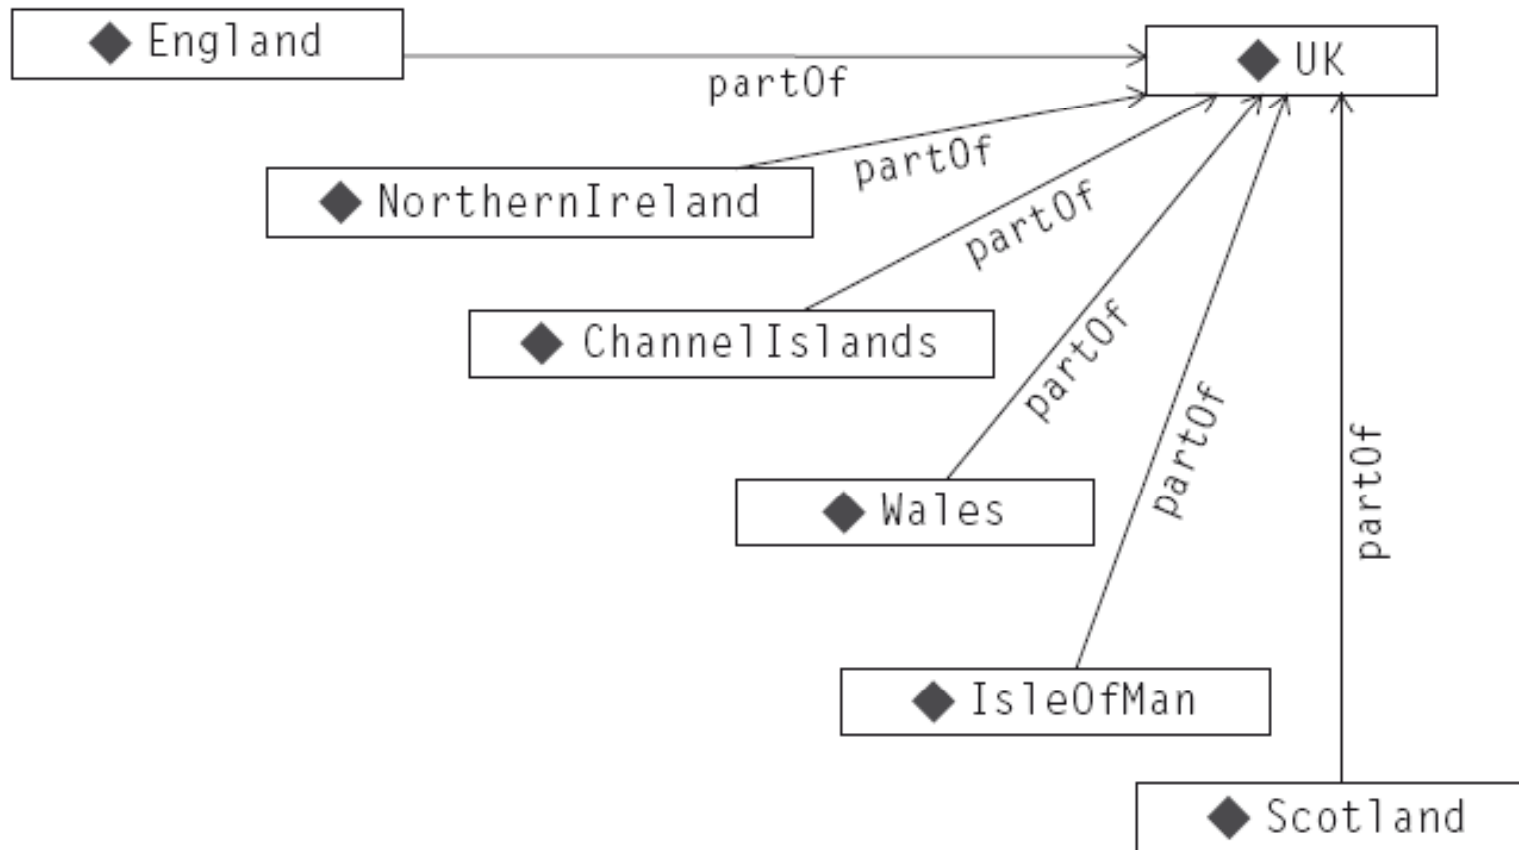 England
UK
partOf
partOf
NorthernIreland
partOf
ChannelIslands
partOf
Wales
partOf
partOf
IsleOfMan
Scotland